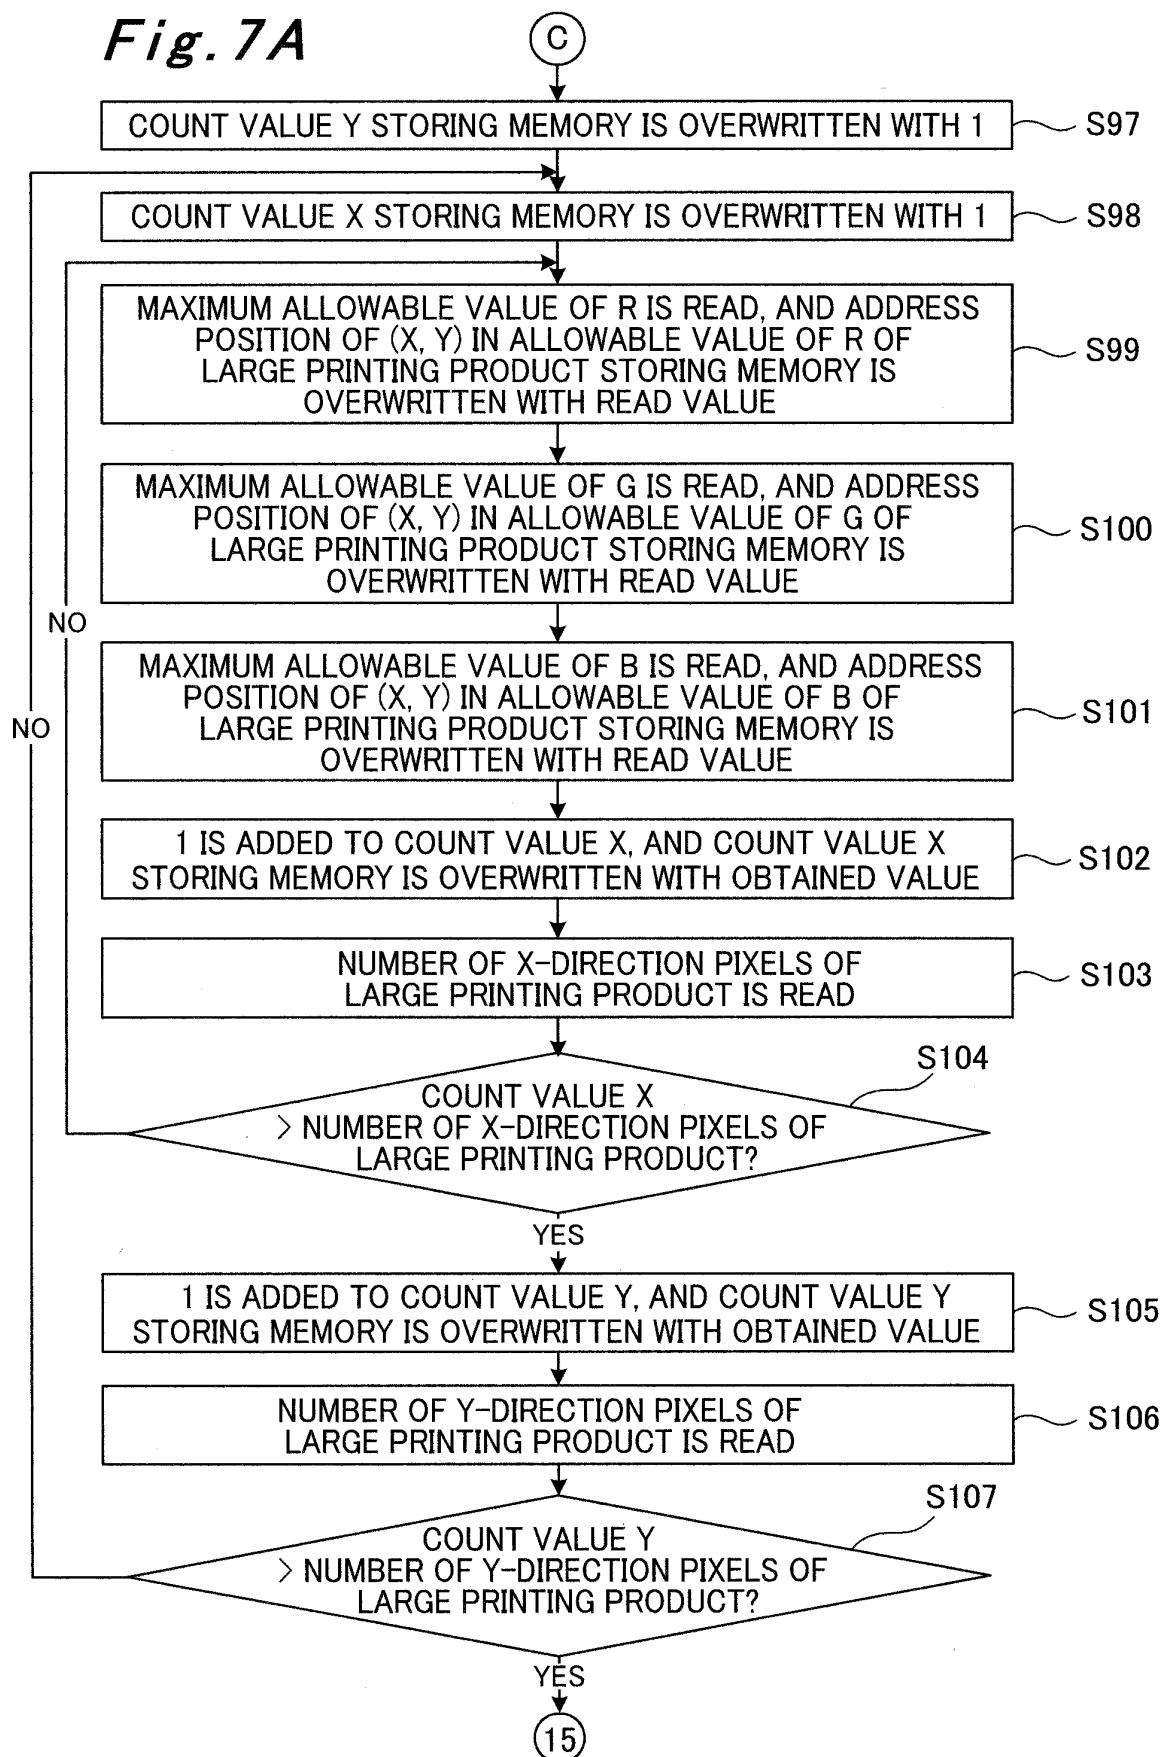 Fig. 7A
C
COUNT VALUE Y STORING MEMORY IS OVERWRITTEN WITH 1
S97
COUNT VALUE X STORING MEMORY IS OVERWRITTEN WITH 1
S98
MAXIMUM ALLOWABLE VALUE OF R IS READ, AND ADDRESS
POSITION OF (X, Y) IN ALLOWABLE VALUE OF R OF
LARGE PRINTING PRODUCT STORING MEMORY IS
OVERWRITTEN WITH READ VALUE
S99
MAXIMUM ALLOWABLE VALUE OF G IS READ, AND ADDRESS
POSITION OF (X, Y) IN ALLOWABLE VALUE OF G OF
LARGE PRINTING PRODUCT STORING MEMORY IS
OVERWRITTEN WITH READ VALUE
S100
NO
MAXIMUM ALLOWABLE VALUE OF B IS READ, AND ADDRESS
POSITION OF (X, Y) IN ALLOWABLE VALUE OF B OF
LARGE PRINTING PRODUCT STORING MEMORY IS
OVERWRITTEN WITH READ VALUE
S101
NO
1 IS ADDED TO COUNT VALUE X, AND COUNT VALUE X
STORING MEMORY IS OVERWRITTEN WITH OBTAINED VALUE
S102
NUMBER OF X-DIRECTION PIXELS OF
LARGE PRINTING PRODUCT IS READ
S103
S104
COUNT VALUE X
> NUMBER OF X-DIRECTION PIXELS OF
LARGE PRINTING PRODUCT?
YES
1 IS ADDED TO COUNT VALUE Y, AND COUNT VALUE Y
STORING MEMORY IS OVERWRITTEN WITH OBTAINED VALUE
S105
NUMBER OF Y-DIRECTION PIXELS OF
LARGE PRINTING PRODUCT IS READ
S106
S107
COUNT VALUE Y
> NUMBER OF Y-DIRECTION PIXELS OF
LARGE PRINTING PRODUCT?
YES
15